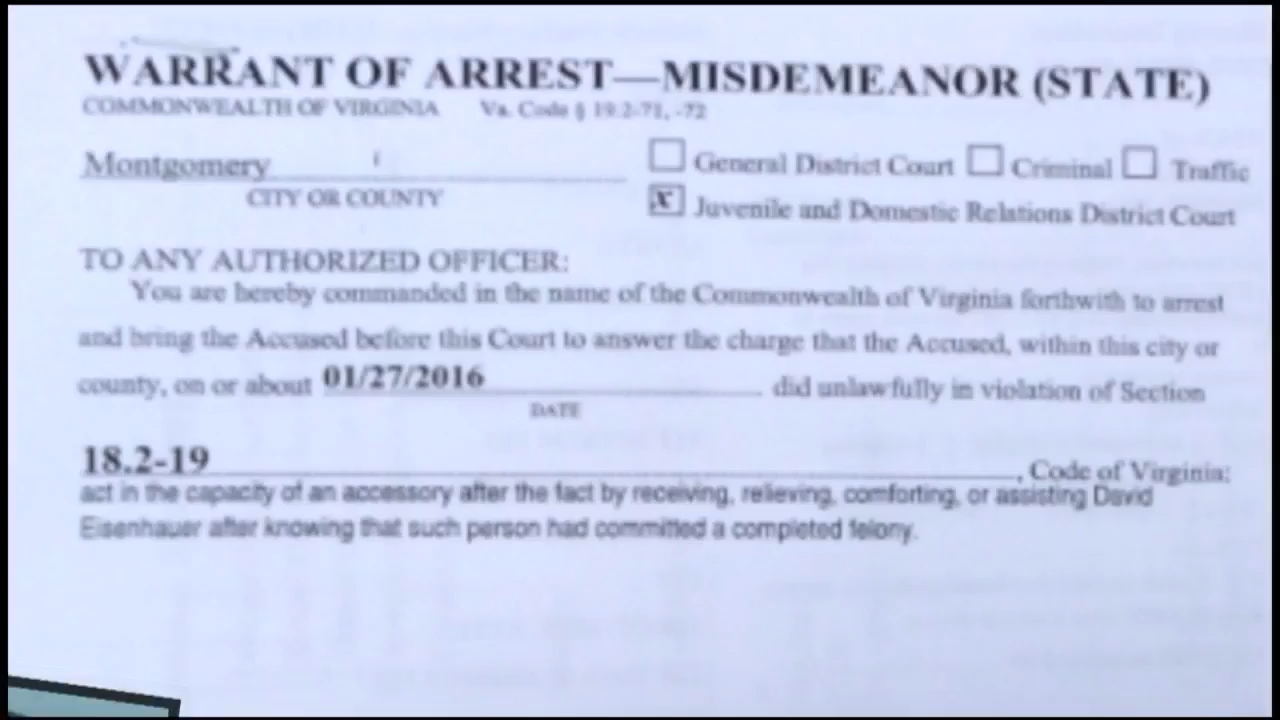 WARRANT OF ARREST—MISDEMEANOR (STATE)
COMMONWEALTH OF VIRGINIA Va. Code § 19.2-71, -72
Montgomery
CITY OR COUNTY
General District Court Criminal Traffic
x Juvenile and Domestic Relations District Court
TO ANY AUTHORIZED OFFICER:
You are hereby commanded in the name of the Commonwealth of Virginia forthwith to arrest
and bring the Accused before this Court to answer the charge that the Accused, within this city or
county, on or about 01/27/2016 did unlawfully in violation of Section
DATE
18.2-19, Code of Virginia:
act in the capacity of an accessory after the fact by receiving, relieving, comforting, or assisting David
Eisenhauer after knowing that such person had committed a completed felony.